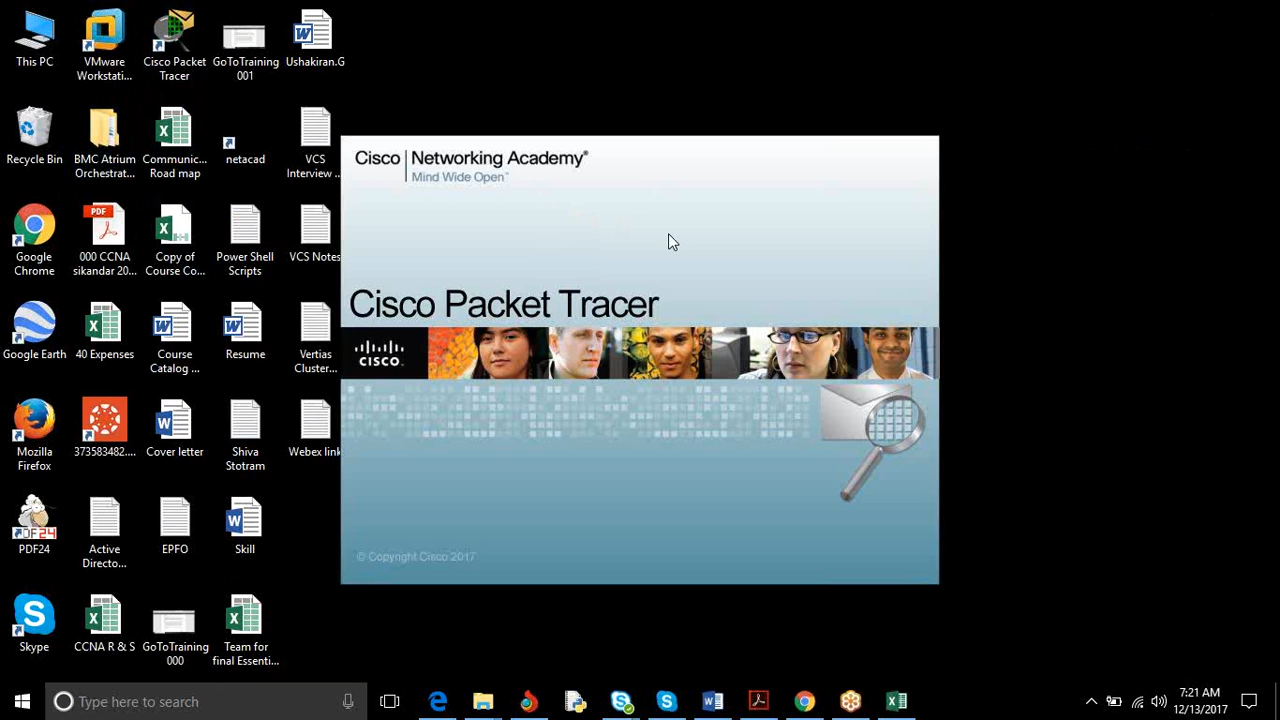 This PC
VMware
Workstati...
Cisco Packet
Tracer
GoToTraining
001
Ushakiran.G
Recycle Bin
BMC Atrium
Orchestrat...
Communic...
Road map
netacad
VCS
Interview ..
Google
Chrome
PDF
000 CCNA
sikandar 20...
Copy of
Course Co...
Power Shell
Scripts
VCS Notes
Google Earth
40 Expenses
Course
Catalog ...
Resume
Vertias
Cluster...
Mozilla
Firefox
373583482....
Cover letter
Shiva
Stotram
Webex link
PDF24
Active
Directo...
EPFO
Skill
Skype
CCNA R & S
GoToTraining
000
Team for
final Essenti...
Cisco Networking Academy®
Mind Wide Open™
Cisco Packet Tracer
CISCO
© Copyright Cisco 2017
Type here to search
7:21 AM
12/13/2017